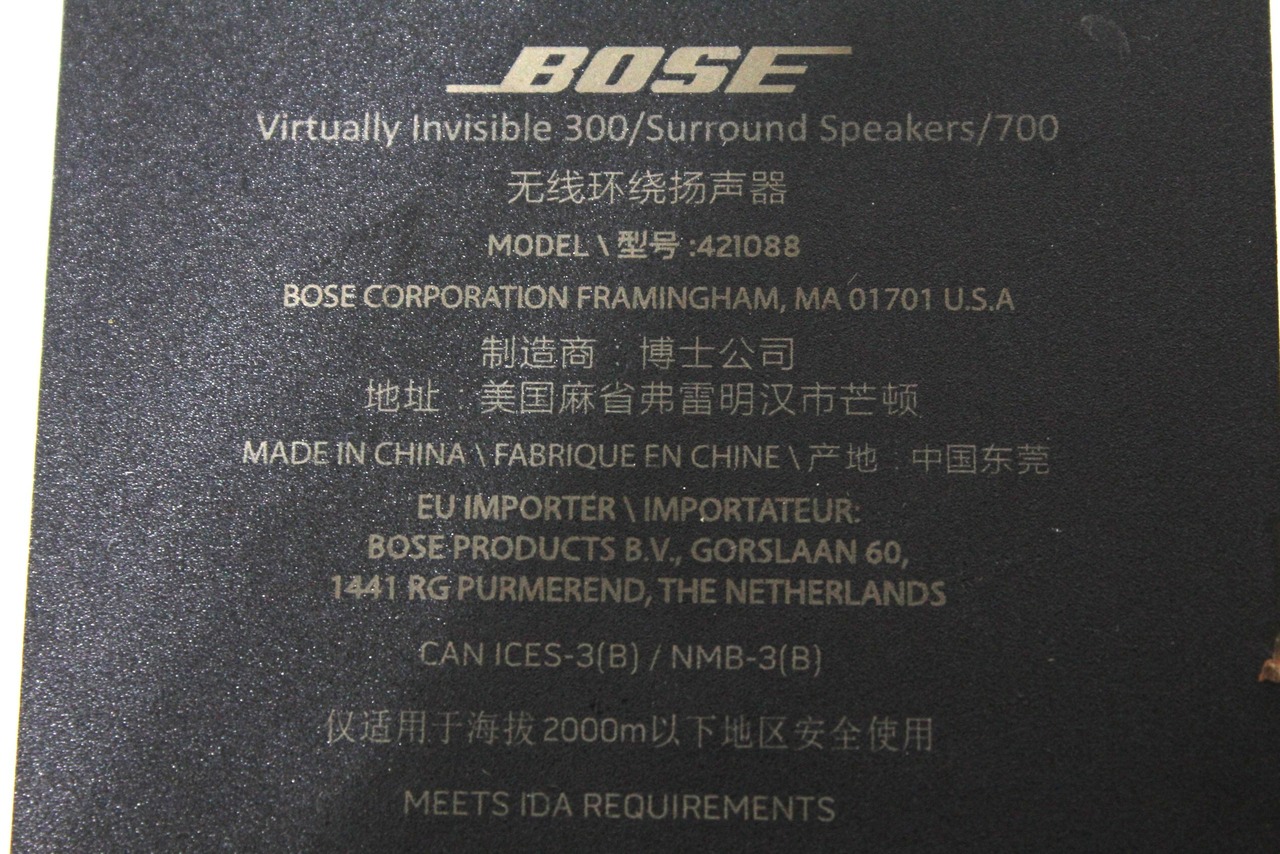 BOSE
Virtually Invisible 300/Surround Speakers/700
无线环绕扬声器
MODEL \ 型号 :421088
BOSE CORPORATION FRAMINGHAM, MA 01701 U.S.A
制造商 : 博士公司
地址 : 美国麻省弗雷明汉市芒顿
MADE IN CHINA \ FABRIQUE EN CHINE \ 产地 : 中国东莞
EU IMPORTER \ IMPORTATEUR:
BOSE PRODUCTS B.V., GORSLAAN 60,
1441 RG PURMEREND, THE NETHERLANDS
CAN ICES-3(B) / NMB-3(B)
仅适用于海拔2000m以下地区安全使用
MEETS IDA REQUIREMENTS